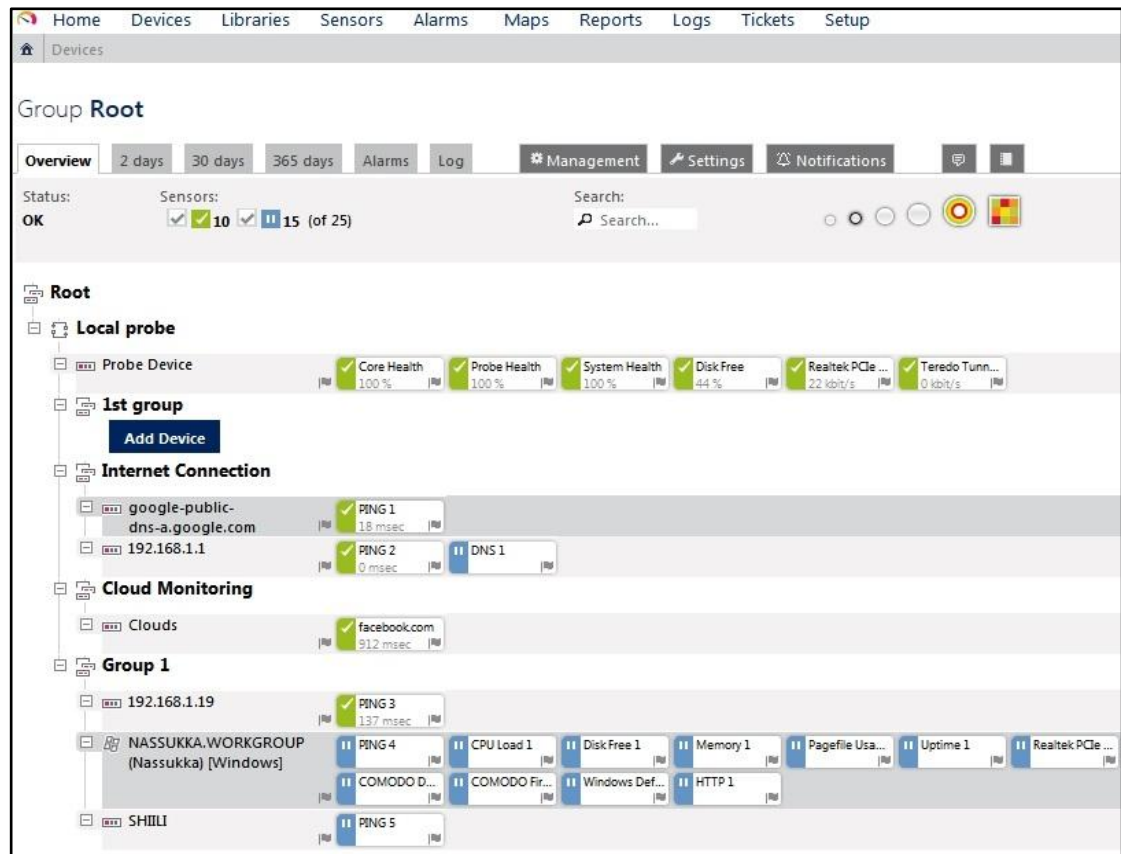 Home Devices Libraries Sensors Alarms Maps Reports Logs Tickets Setup
Devices
Group Root
Overview 2 days 30 days 365 days Alarms Log Management Settings Notifications
Status: Sensors: Search:
OK 10 15 (of 25) Search...
Root
Local probe
Probe Device Core Health Probe Health System Health Disk Free Realtek PCIe ... Teredo Tunn...
100 % 100 % 100 % 44 % 22 kbit/s 0 kbit/s
1st group
Add Device
Internet Connection
google-public- PING 1
dns-a.google.com 18 msec
192.168.1.1 PING 2 DNS 1
0 msec
Cloud Monitoring
Clouds facebook.com
912 msec
Group 1
192.168.1.19 PING 3
137 msec
NASSUKKA.WORKGROUP PING 4 CPU Load 1 Disk Free 1 Memory 1 Pagefile Usa... Uptime 1 Realtek PCIe ...
(Nassukka) [Windows]
COMODO D... COMODO Fir... Windows Def... HTTP 1
SHIILI PING 5